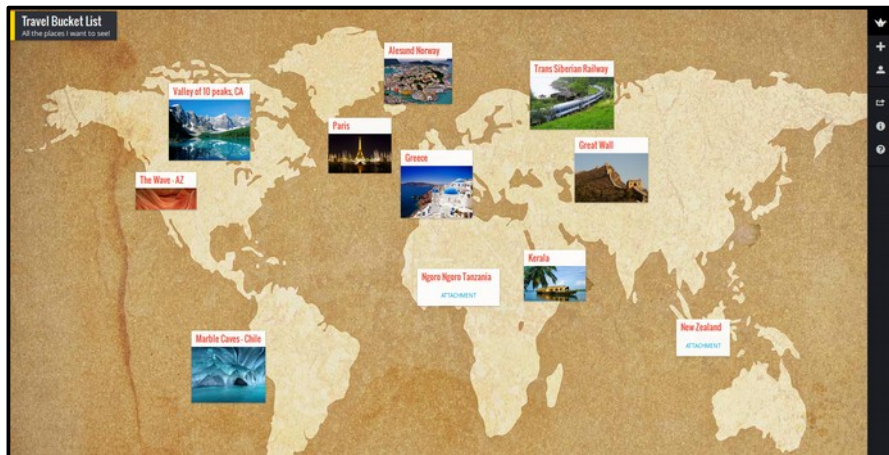 Travel Bucket List
All the places I want to see!
Alesund Norway
Trans Siberian Railway
Valley of 10 peaks, CA
Paris
Great Wall
Greece
The Wave - AZ
Kerala
Ngoro Ngoro Tanzania
ATTACHMENT
New Zealand
ATTACHMENT
Marble Caves - Chile